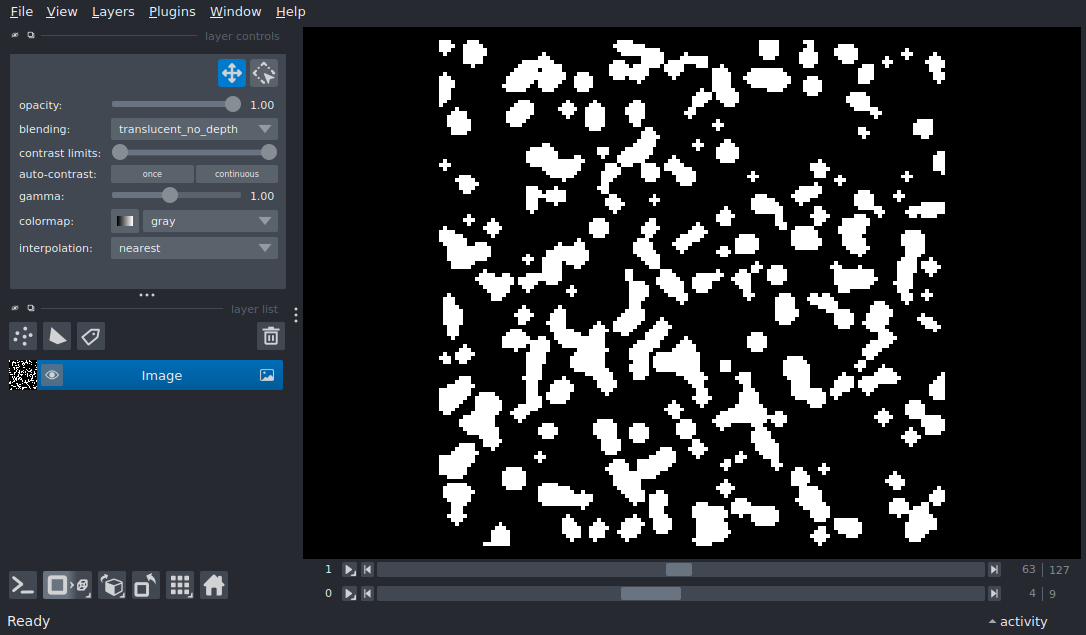 File View Layers Plugins Window Help
layer controls
opacity: 1.00
blending: translucent_no_depth
contrast limits:
auto-contrast: once continuous
gamma: 1.00
colormap: gray
interpolation: nearest
layer list
Image
1 63 127
0 4 9
Ready activity